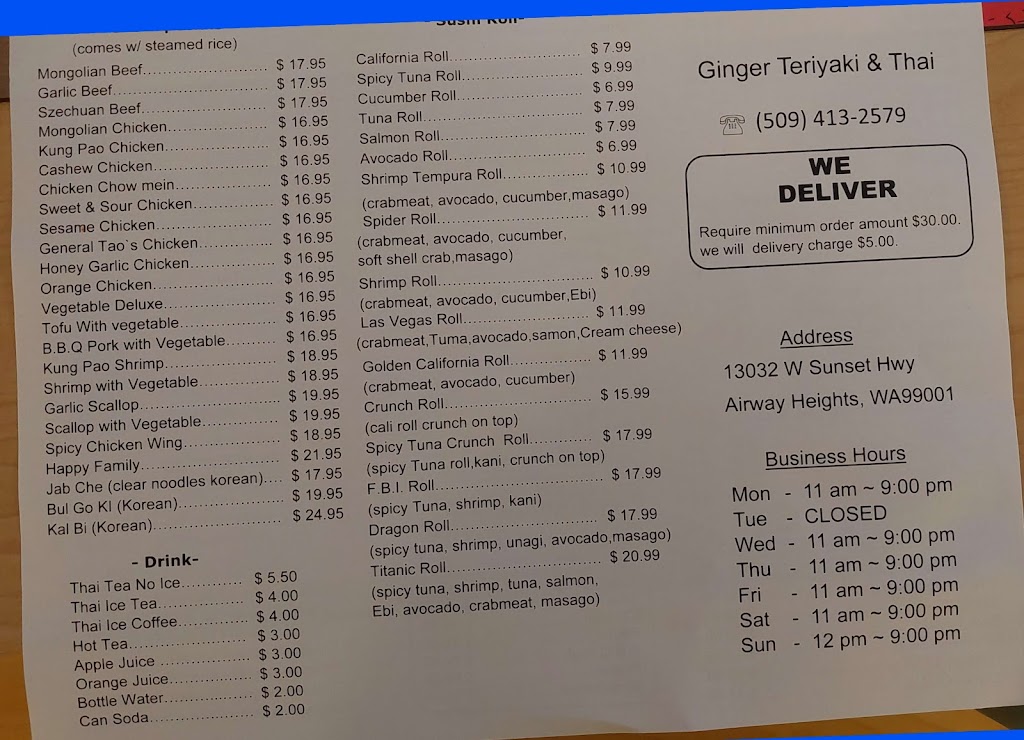 (comes w/ steamed rice)
Mongolian Beef........................ $ 17.95
Garlic Beef.............................. $ 17.95
Szechuan Beef........................ $ 17.95
Mongolian Chicken................... $ 16.95
Kung Pao Chicken.................... $ 16.95
Cashew Chicken...................... $ 16.95
Chicken Chow mein.................. $ 16.95
Sweet & Sour Chicken............... $ 16.95
Sesame Chicken...................... $ 16.95
General Tao`s Chicken.............. $ 16.95
Honey Garlic Chicken................ $ 16.95
Orange Chicken....................... $ 16.95
Vegetable Deluxe..................... $ 16.95
Tofu With vegetable.................. $ 16.95
B.B.Q Pork with Vegetable.......... $ 16.95
Kung Pao Shrimp..................... $ 18.95
Shrimp with Vegetable............... $ 18.95
Garlic Scallop.......................... $ 19.95
Scallop with Vegetable.............. $ 19.95
Spicy Chicken Wing.................. $ 18.95
Happy Family.......................... $ 21.95
Jab Che (clear noodles korean).... $ 17.95
Bul Go KI (Korean)................... $ 19.95
Kal Bi (Korean)........................ $ 24.95
- Drink-
Thai Tea No Ice............ $ 5.50
Thai Ice Tea................. $ 4.00
Thai Ice Coffee.............. $ 4.00
Hot Tea....................... $ 3.00
Apple Juice .................. $ 3.00
Orange Juice................. $ 3.00
Bottle Water.................. $ 2.00
Can Soda..................... $ 2.00
-Sushi Roll-
California Roll......................... $ 7.99
Spicy Tuna Roll....................... $ 9.99
Cucumber Roll........................ $ 6.99
Tuna Roll............................... $ 7.99
Salmon Roll............................ $ 7.99
Avocado Roll.......................... $ 6.99
Shrimp Tempura Roll................ $ 10.99
(crabmeat, avocado, cucumber,masago)
Spider Roll............................. $ 11.99
(crabmeat, avocado, cucumber,
soft shell crab,masago)
Shrimp Roll............................ $ 10.99
(crabmeat, avocado, cucumber,Ebi)
Las Vegas Roll........................ $ 11.99
(crabmeat,Tuma,avocado,samon,Cream cheese)
Golden California Roll............... $ 11.99
(crabmeat, avocado, cucumber)
Crunch Roll............................ $ 15.99
(cali roll crunch on top)
Spicy Tuna Crunch Roll............ $ 17.99
(spicy Tuna roll,kani, crunch on top)
F.B.I. Roll............................... $ 17.99
(spicy Tuna, shrimp, kani)
Dragon Roll............................ $ 17.99
(spicy tuna, shrimp, unagi, avocado,masago)
Titanic Roll............................. $ 20.99
(spicy tuna, shrimp, tuna, salmon,
Ebi, avocado, crabmeat, masago)
Ginger Teriyaki & Thai
(509) 413-2579
WE
DELIVER
Require minimum order amount $30.00.
we will delivery charge $5.00.
Address
13032 W Sunset Hwy
Airway Heights, WA99001
Business Hours
Mon - 11 am ~ 9:00 pm
Tue - CLOSED
Wed - 11 am ~ 9:00 pm
Thu - 11 am ~ 9:00 pm
Fri - 11 am ~ 9:00 pm
Sat - 11 am ~ 9:00 pm
Sun - 12 pm ~ 9:00 pm